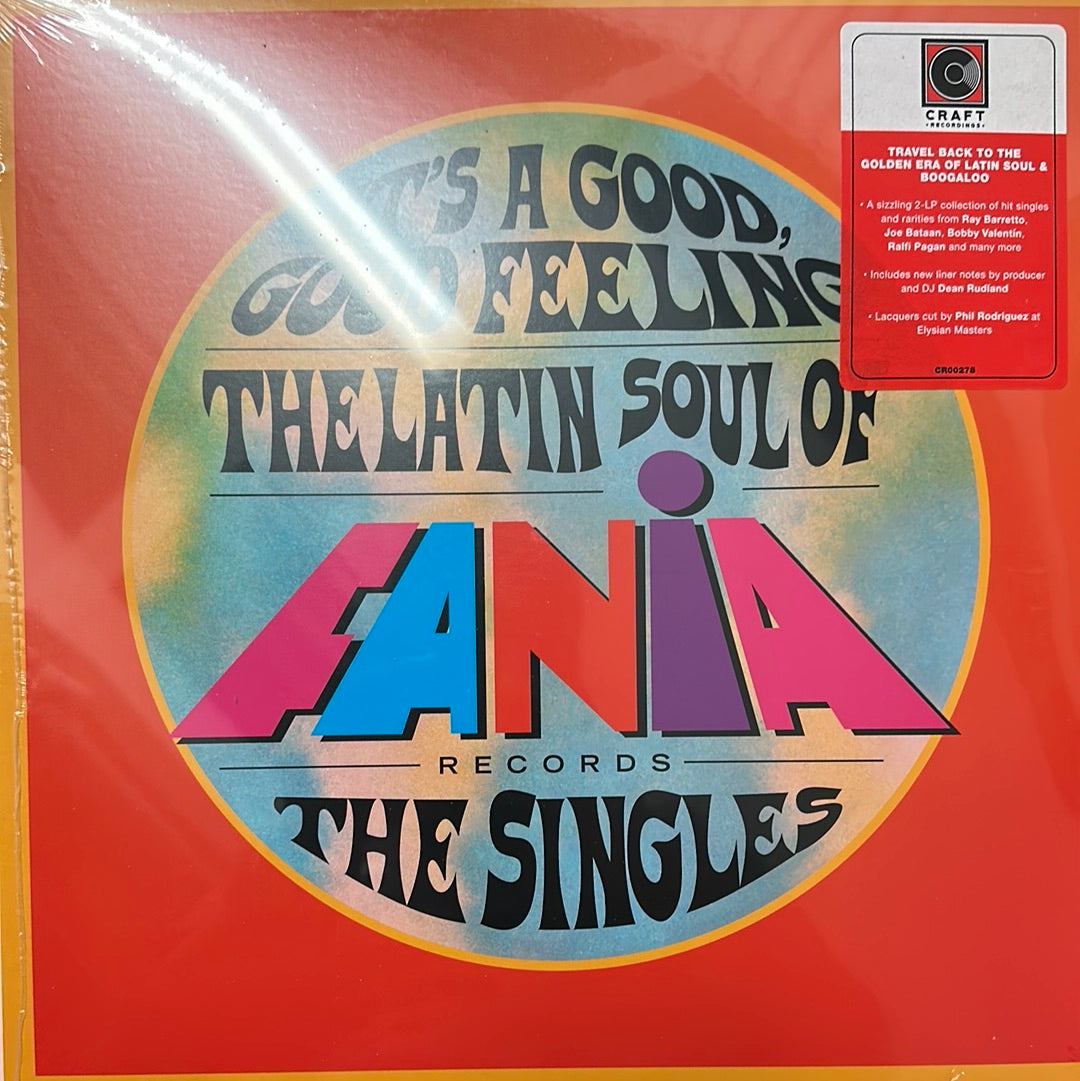 IT'S A GOOD,
GOOD FEELING
THE LATIN SOUL OF
FANIA
RECORDS
THE SINGLES
CRAFT
•RECORDINGS•
TRAVEL BACK TO THE
GOLDEN ERA OF LATIN SOUL &
BOOGALOO
• A sizzling 2-LP collection of hit singles
and rarities from Ray Barretto,
Joe Bataan, Bobby Valentín,
Ralfi Pagan and many more
• Includes new liner notes by producer
and DJ Dean Rudland
• Lacquers cut by Phil Rodriguez at
Elysian Masters
CR00278